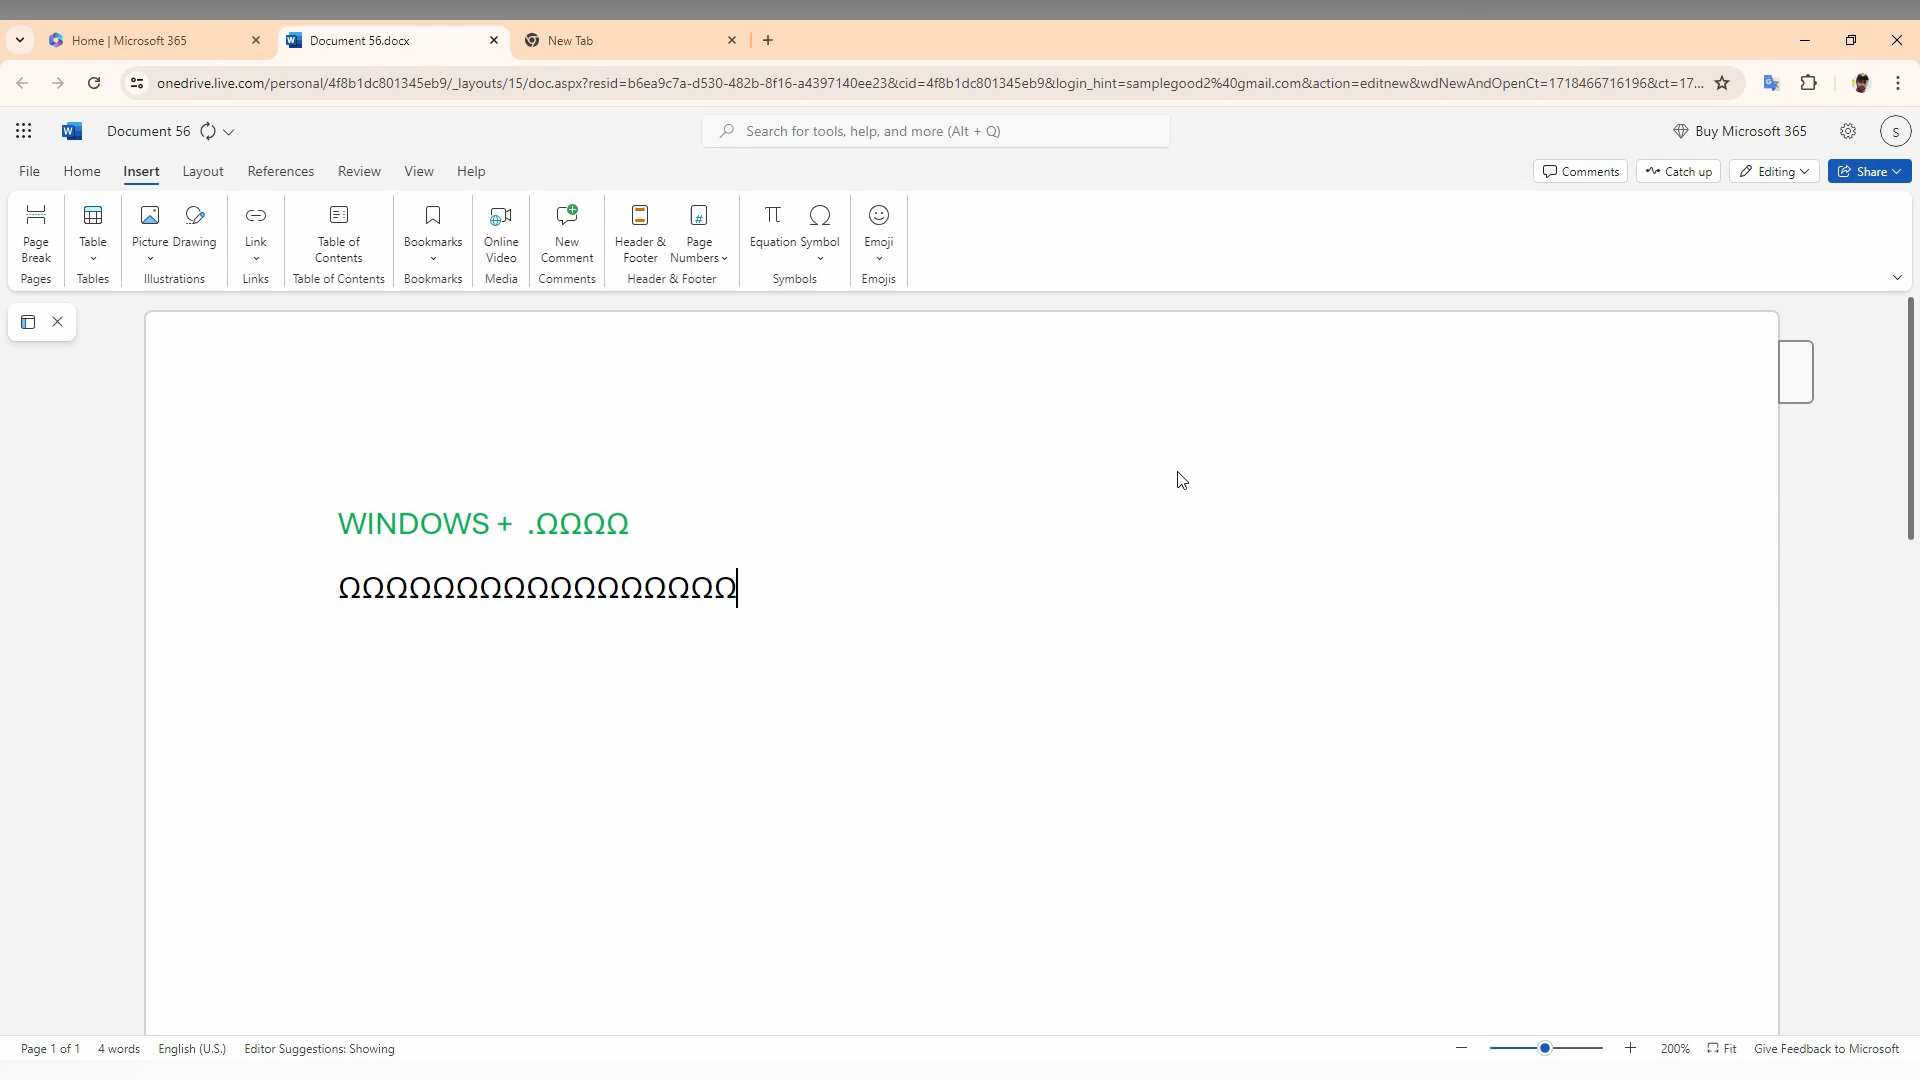 Home | Microsoft 365
Document 56.docx
New Tab
onedrive.live.com/personal/4f8b1dc801345eb9/_layouts/15/doc.aspx?resid=b6ea9c7a-d530-482b-8f16-a4397140ee23&cid=4f8b1dc801345eb9&login_hint=samplegood2%40gmail.com&action=editnew&wdNewAndOpenCt=1718466716196&ct=17...
Document 56
Search for tools, help, and more (Alt + Q)
Buy Microsoft 365
S
File Home Insert Layout References Review View Help
Comments Catch up Editing Share
Page Break
Table
Picture Drawing
Link
Table of Contents
Bookmarks
Online Video
New Comment
Header & Footer
Page Numbers
Equation Symbol
Emoji
Pages Tables Illustrations Links Table of Contents Bookmarks Media Comments Header & Footer Symbols Emojis
WINDOWS +  .ΩΩΩΩ
ΩΩΩΩΩΩΩΩΩΩΩΩΩΩΩΩΩ
Page 1 of 1 4 words English (U.S.) Editor Suggestions: Showing
200% Fit Give Feedback to Microsoft